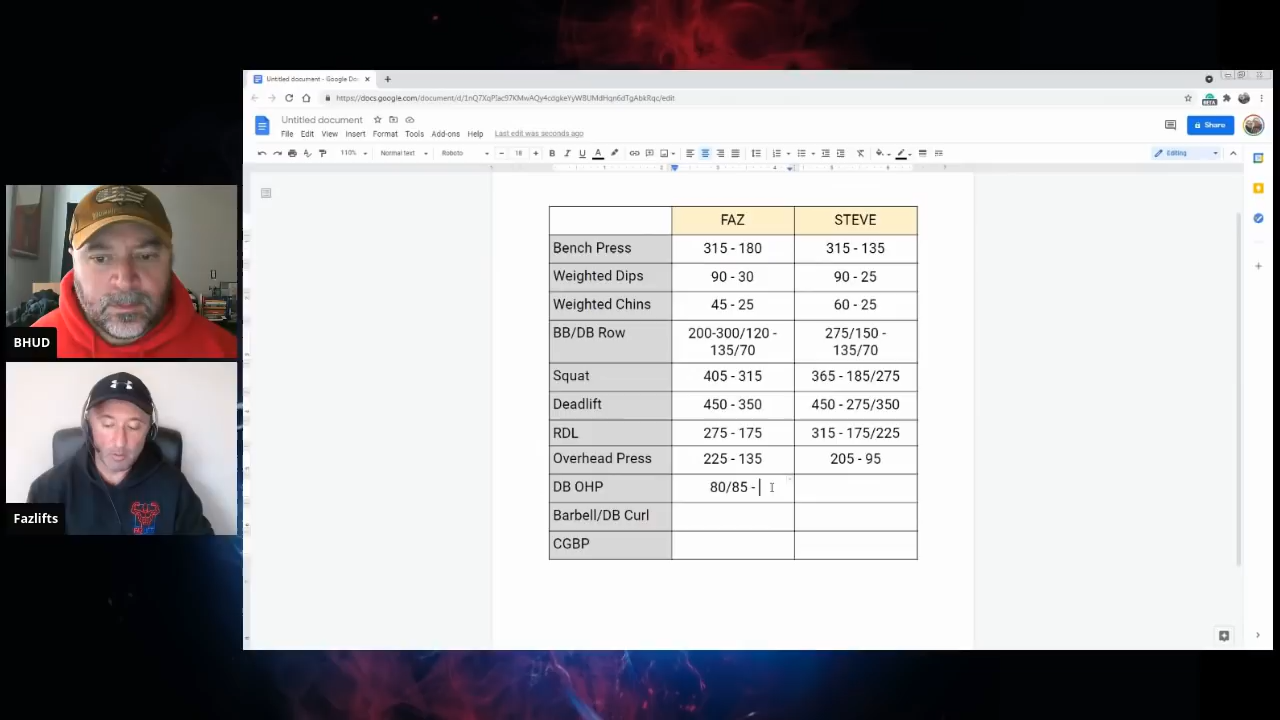 Untitled document - Google Do
https://docs.google.com/document/d/
/edit
BETA
Untitled document
File Edit View Insert Format Tools Add-ons Help Last edit was seconds ago
Share
110% Normal text Roboto 18 Editing
FAZ STEVE
Bench Press 315 - 180 315 - 135
Weighted Dips 90 - 30 90 - 25
Weighted Chins 45 - 25 60 - 25
BB/DB Row 200-300/120 - 275/150 -
135/70 135/70
Squat 405 - 315 365 - 185/275
Deadlift 450 - 350 450 - 275/350
RDL 275 - 175 315 - 175/225
Overhead Press 225 - 135 205 - 95
DB OHP 80/85 -
Barbell/DB Curl
CGBP
BHUD
Fazlifts